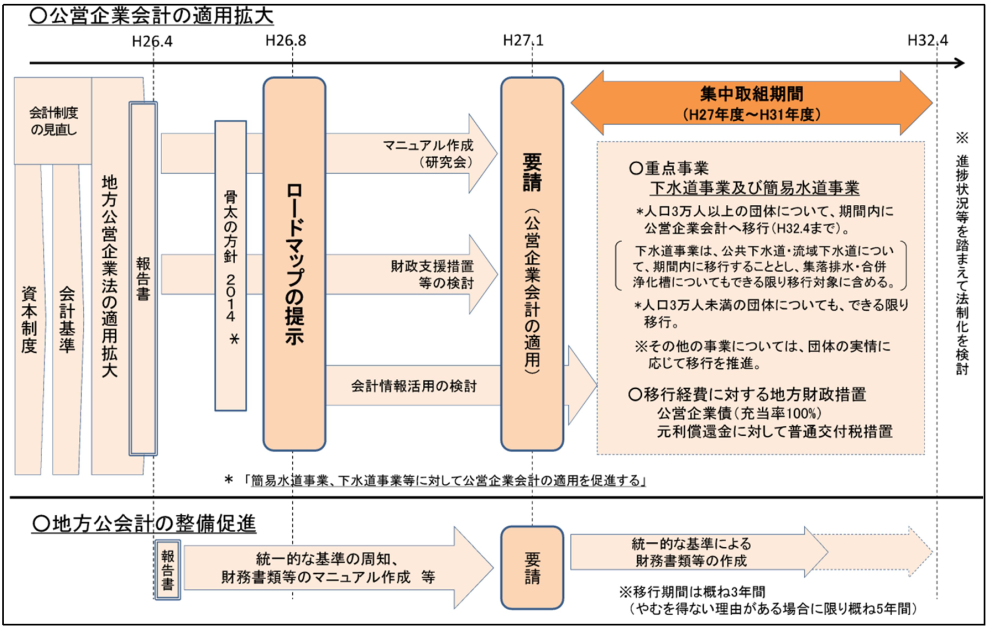 〇公営企業会計の適用拡大
H26.4
H26.8
H27.1
H32.4
会計制度
の見直し
資本制度
会計基準
地方公営企業法の適用拡大
報告書
骨太の方針 2014 *
ロードマップの提示
マニュアル作成
(研究会)
財政支援措置
等の検討
会計情報活用の検討
要請(公営企業会計の適用)
集中取組期間
(H27年度~H31年度)
〇重点事業
下水道事業及び簡易水道事業
*人口3万人以上の団体について、期間内に
公営企業会計へ移行(H32.4まで)。
下水道事業は、公共下水道・流域下水道につい
て、期間内に移行することとし、集落排水・合併
浄化槽についてもできる限り移行対象に含める。
*人口3万人未満の団体についても、できる限り
移行。
※その他の事業については、団体の実情に
応じて移行を推進。
〇移行経費に対する地方財政措置
公営企業債(充当率100%)
元利償還金に対して普通交付税措置
※進捗状況等を踏まえて法制化を検討
* 「簡易水道事業、下水道事業等に対して公営企業会計の適用を促進する」
〇地方公会計の整備促進
報告書
統一的な基準の周知、
財務書類等のマニュアル作成 等
要請
統一的な基準による
財務書類等の作成
※移行期間は概ね3年間
(やむを得ない理由がある場合に限り概ね5年間)